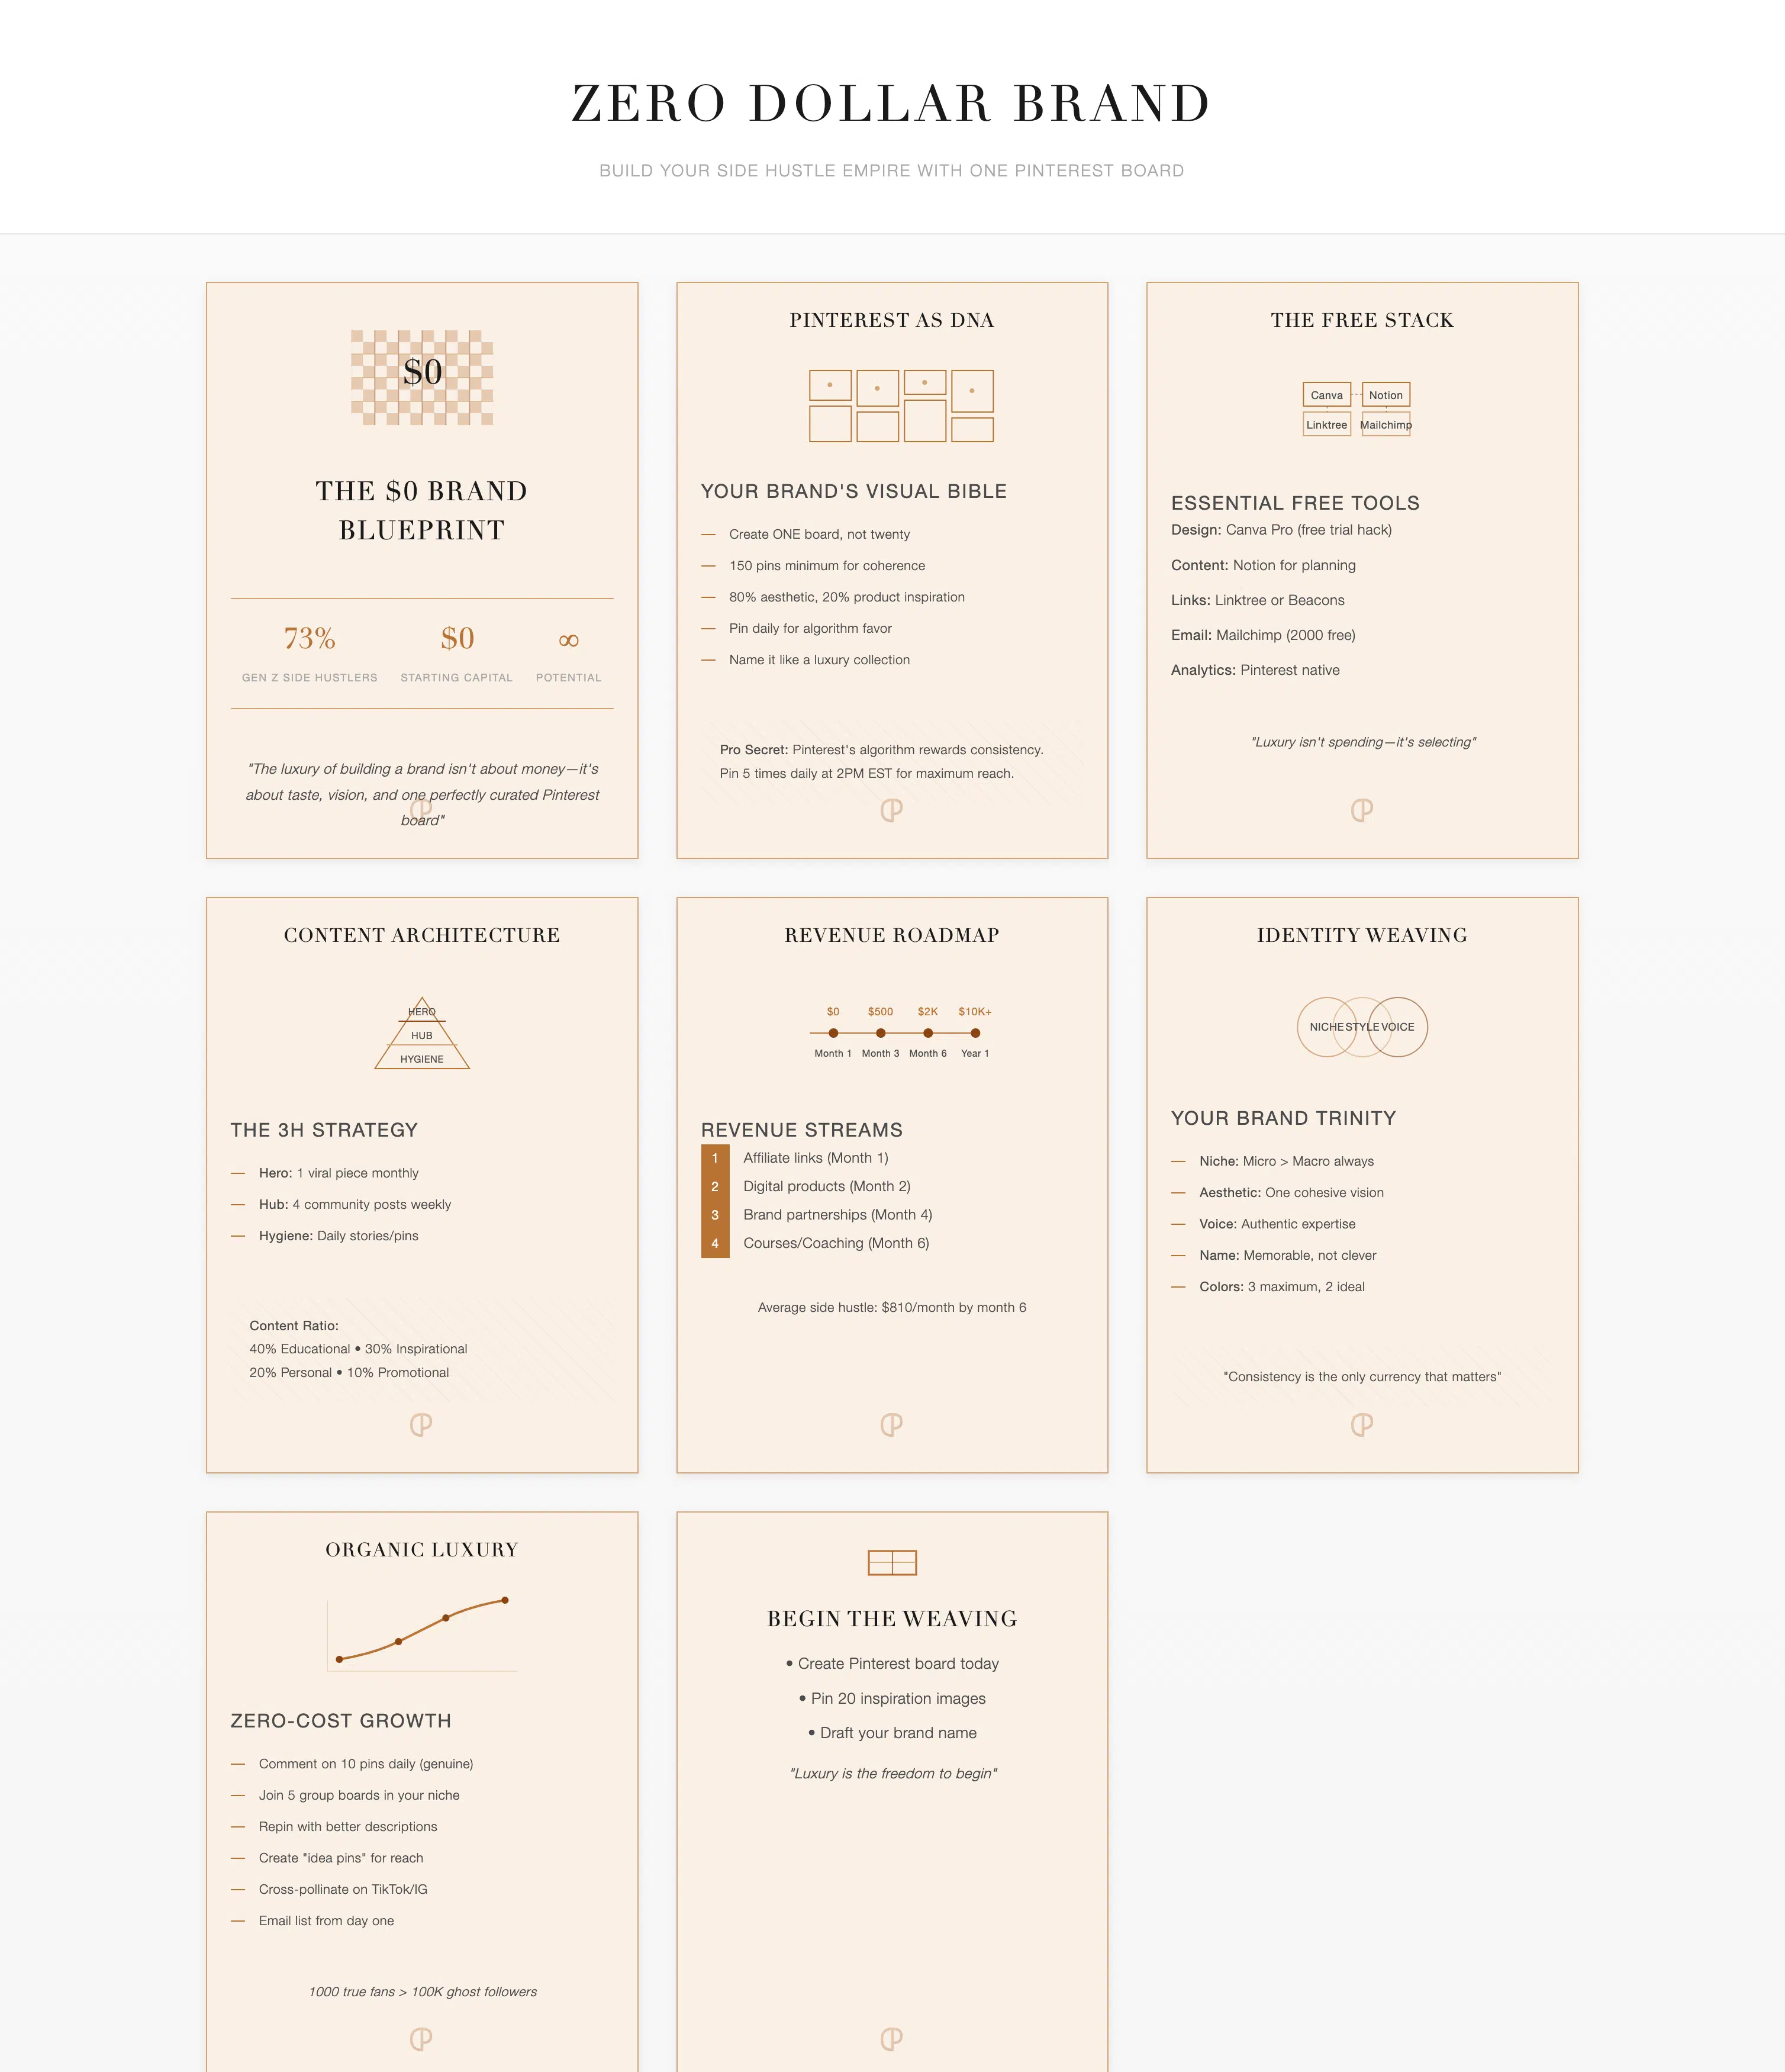 ZERO DOLLAR BRAND
BUILD YOUR SIDE HUSTLE EMPIRE WITH ONE PINTEREST BOARD
$0
THE $0 BRAND
BLUEPRINT
73%
GEN Z SIDE HUSTLERS
$0
STARTING CAPITAL
∞
POTENTIAL
"The luxury of building a brand isn't about money—it's
about taste, vision, and one perfectly curated Pinterest
board"
PINTEREST AS DNA
YOUR BRAND'S VISUAL BIBLE
— Create ONE board, not twenty
— 150 pins minimum for coherence
— 80% aesthetic, 20% product inspiration
— Pin daily for algorithm favor
— Name it like a luxury collection
Pro Secret: Pinterest's algorithm rewards consistency.
Pin 5 times daily at 2PM EST for maximum reach.
THE FREE STACK
Canva Notion
Linktree Mailchimp
ESSENTIAL FREE TOOLS
Design: Canva Pro (free trial hack)
Content: Notion for planning
Links: Linktree or Beacons
Email: Mailchimp (2000 free)
Analytics: Pinterest native
"Luxury isn't spending—it's selecting"
CONTENT ARCHITECTURE
HERO
HUB
HYGIENE
THE 3H STRATEGY
— Hero: 1 viral piece monthly
— Hub: 4 community posts weekly
— Hygiene: Daily stories/pins
Content Ratio:
40% Educational • 30% Inspirational
20% Personal • 10% Promotional
REVENUE ROADMAP
$0 $500 $2K $10K+
Month 1 Month 3 Month 6 Year 1
REVENUE STREAMS
1 Affiliate links (Month 1)
2 Digital products (Month 2)
3 Brand partnerships (Month 4)
4 Courses/Coaching (Month 6)
Average side hustle: $810/month by month 6
IDENTITY WEAVING
NICHE STYLE VOICE
YOUR BRAND TRINITY
— Niche: Micro > Macro always
— Aesthetic: One cohesive vision
— Voice: Authentic expertise
— Name: Memorable, not clever
— Colors: 3 maximum, 2 ideal
"Consistency is the only currency that matters"
ORGANIC LUXURY
ZERO-COST GROWTH
— Comment on 10 pins daily (genuine)
— Join 5 group boards in your niche
— Repin with better descriptions
— Create "idea pins" for reach
— Cross-pollinate on TikTok/IG
— Email list from day one
1000 true fans > 100K ghost followers
BEGIN THE WEAVING
• Create Pinterest board today
• Pin 20 inspiration images
• Draft your brand name
"Luxury is the freedom to begin"